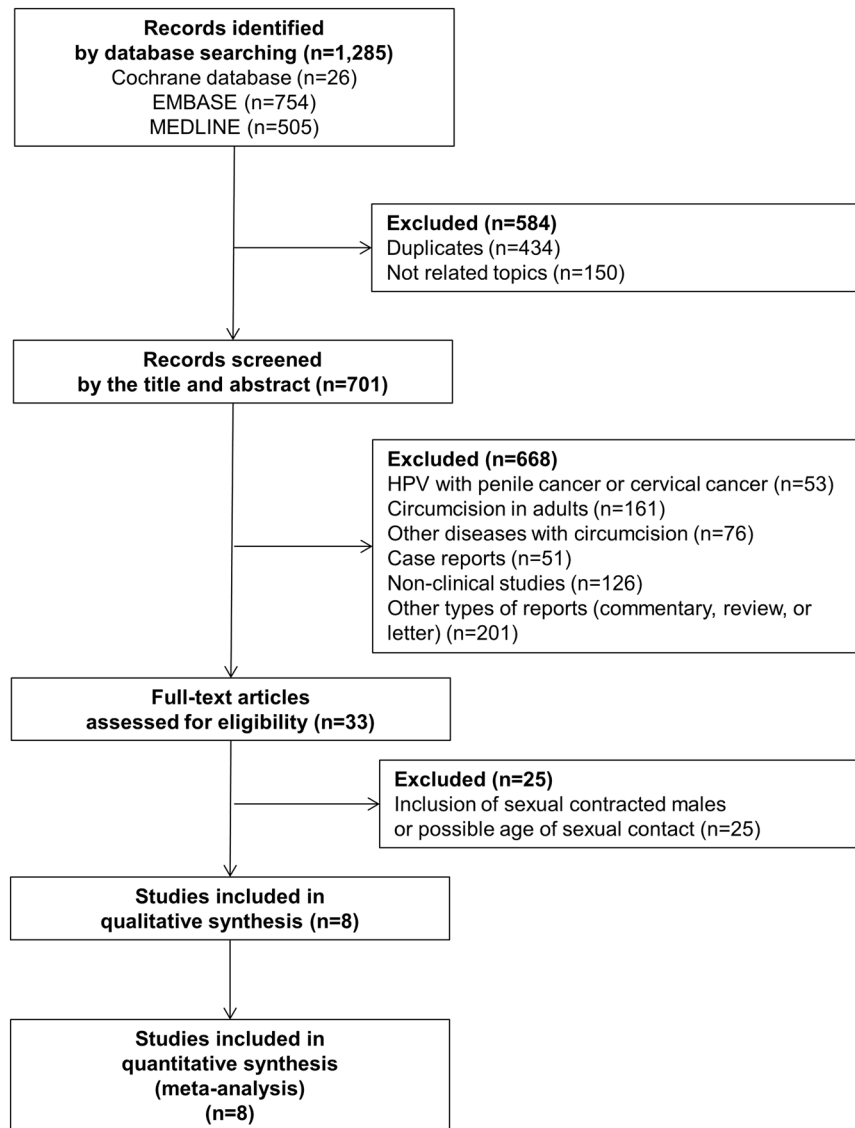 Records identified
by database searching (n=1,285)
Cochrane database (n=26)
EMBASE (n=754)
MEDLINE (n=505)
Excluded (n=584)
Duplicates (n=434)
Not related topics (n=150)
Records screened
by the title and abstract (n=701)
Excluded (n=668)
HPV with penile cancer or cervical cancer (n=53)
Circumcision in adults (n=161)
Other diseases with circumcision (n=76)
Case reports (n=51)
Non-clinical studies (n=126)
Other types of reports (commentary, review, or
letter) (n=201)
Full-text articles
assessed for eligibility (n=33)
Excluded (n=25)
Inclusion of sexual contracted males
or possible age of sexual contact (n=25)
Studies included in
qualitative synthesis (n=8)
Studies included in
quantitative synthesis
(meta-analysis)
(n=8)